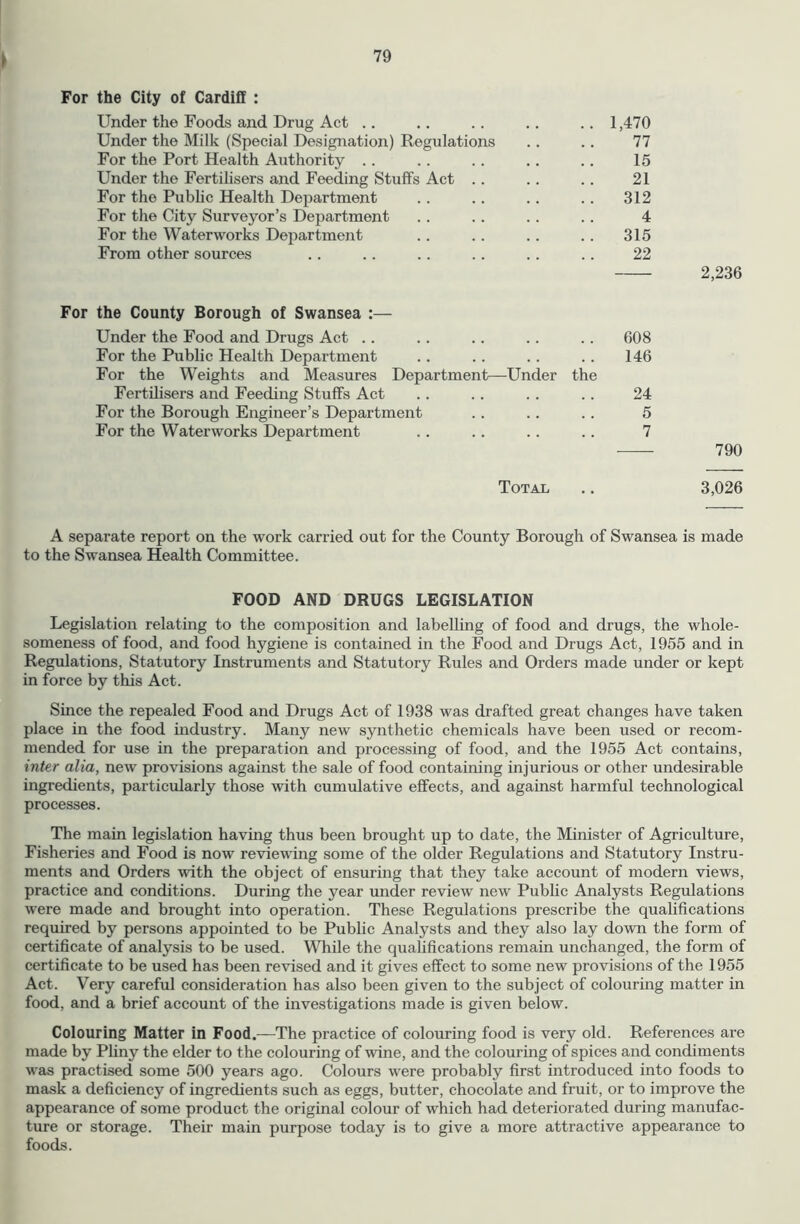 79
For the City of Cardiff :
Under the Foods and Drug Act .. .. .. .. .. 1,470
Under the Milk (Special Designation) Regulations .. .. 77
For the Port Health Authority .. .. .. .. .. 15
Under the Fertilisers and Feeding Stuffs Act .. .. .. 21
For the Public Health Department .. .. .. .. 312
For the City Surveyor's Department .. .. .. .. 4
For the Waterworks Department .. .. .. .. 315
From other sources .. .. .. .. .. .. 22
2,236
For the County Borough of Swansea :—
Under the Food and Drugs Act .. .. .. .. .. 608
For the Public Health Department .. .. .. .. 146
For the Weights and Measures Department—Under the
Fertilisers and Feeding Stuffs Act .. .. .. .. 24
For the Borough Engineer's Department .. .. .. 5
For the Waterworks Department .. .. .. .. 7
790
Total .. 3,026
A separate report on the work carried out for the County Borough of Swansea is made
to the Swansea Health Committee.
FOOD AND DRUGS LEGISLATION
Legislation relating to the composition and labelling of food and drugs, the whole-
someness of food, and food hygiene is contained in the Food and Drugs Act, 1955 and in
Regulations, Statutory Instruments and Statutory Rules and Orders made under or kept
in force by this Act.
Since the repealed Food and Drugs Act of 1938 was drafted great changes have taken
place in the food industry. Many new synthetic chemicals have been used or recom-
mended for use in the preparation and processing of food, and the 1955 Act contains,
inter alia, new provisions against the sale of food containing injurious or other undesirable
ingredients, particularly those with cumulative effects, and against harmful technological
processes.
The main legislation having thus been brought up to date, the Minister of Agriculture,
Fisheries and Food is now reviewing some of the older Regulations and Statutory Instru-
ments and Orders with the object of ensuring that they take account of modern views,
practice and conditions. During the year under review new Public Analysts Regulations
were made and brought into operation. These Regulations prescribe the qualifications
required by persons appointed to be Public Analysts and they also lay down the form of
certificate of analysis to be used. While the qualifications remain unchanged, the form of
certificate to be used has been revised and it gives effect to some new provisions of the 1955
Act. Very careful consideration has also been given to the subject of colouring matter in
food, and a brief account of the investigations made is given below.
Colouring Matter in Food.—The practice of colouring food is very old. References are
made by Pliny the elder to the colouring of wine, and the colouring of spices and condiments
was practised some 500 years ago. Colours were probably first introduced into foods to
mask a deficiency of ingredients such as eggs, butter, chocolate and fruit, or to improve the
appearance of some product the original colour of which had deteriorated during manufac-
ture or storage. Their main purpose today is to give a more attractive appearance to
foods.